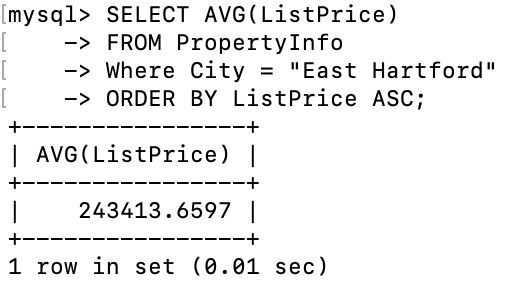 [mysql> SELECT AVG(ListPrice)
[    -> FROM PropertyInfo
[    -> Where City = "East Hartford"
[    -> ORDER BY ListPrice ASC;
+----------------+
| AVG(ListPrice) |
+----------------+
|    243413.6597 |
+----------------+
1 row in set (0.01 sec)